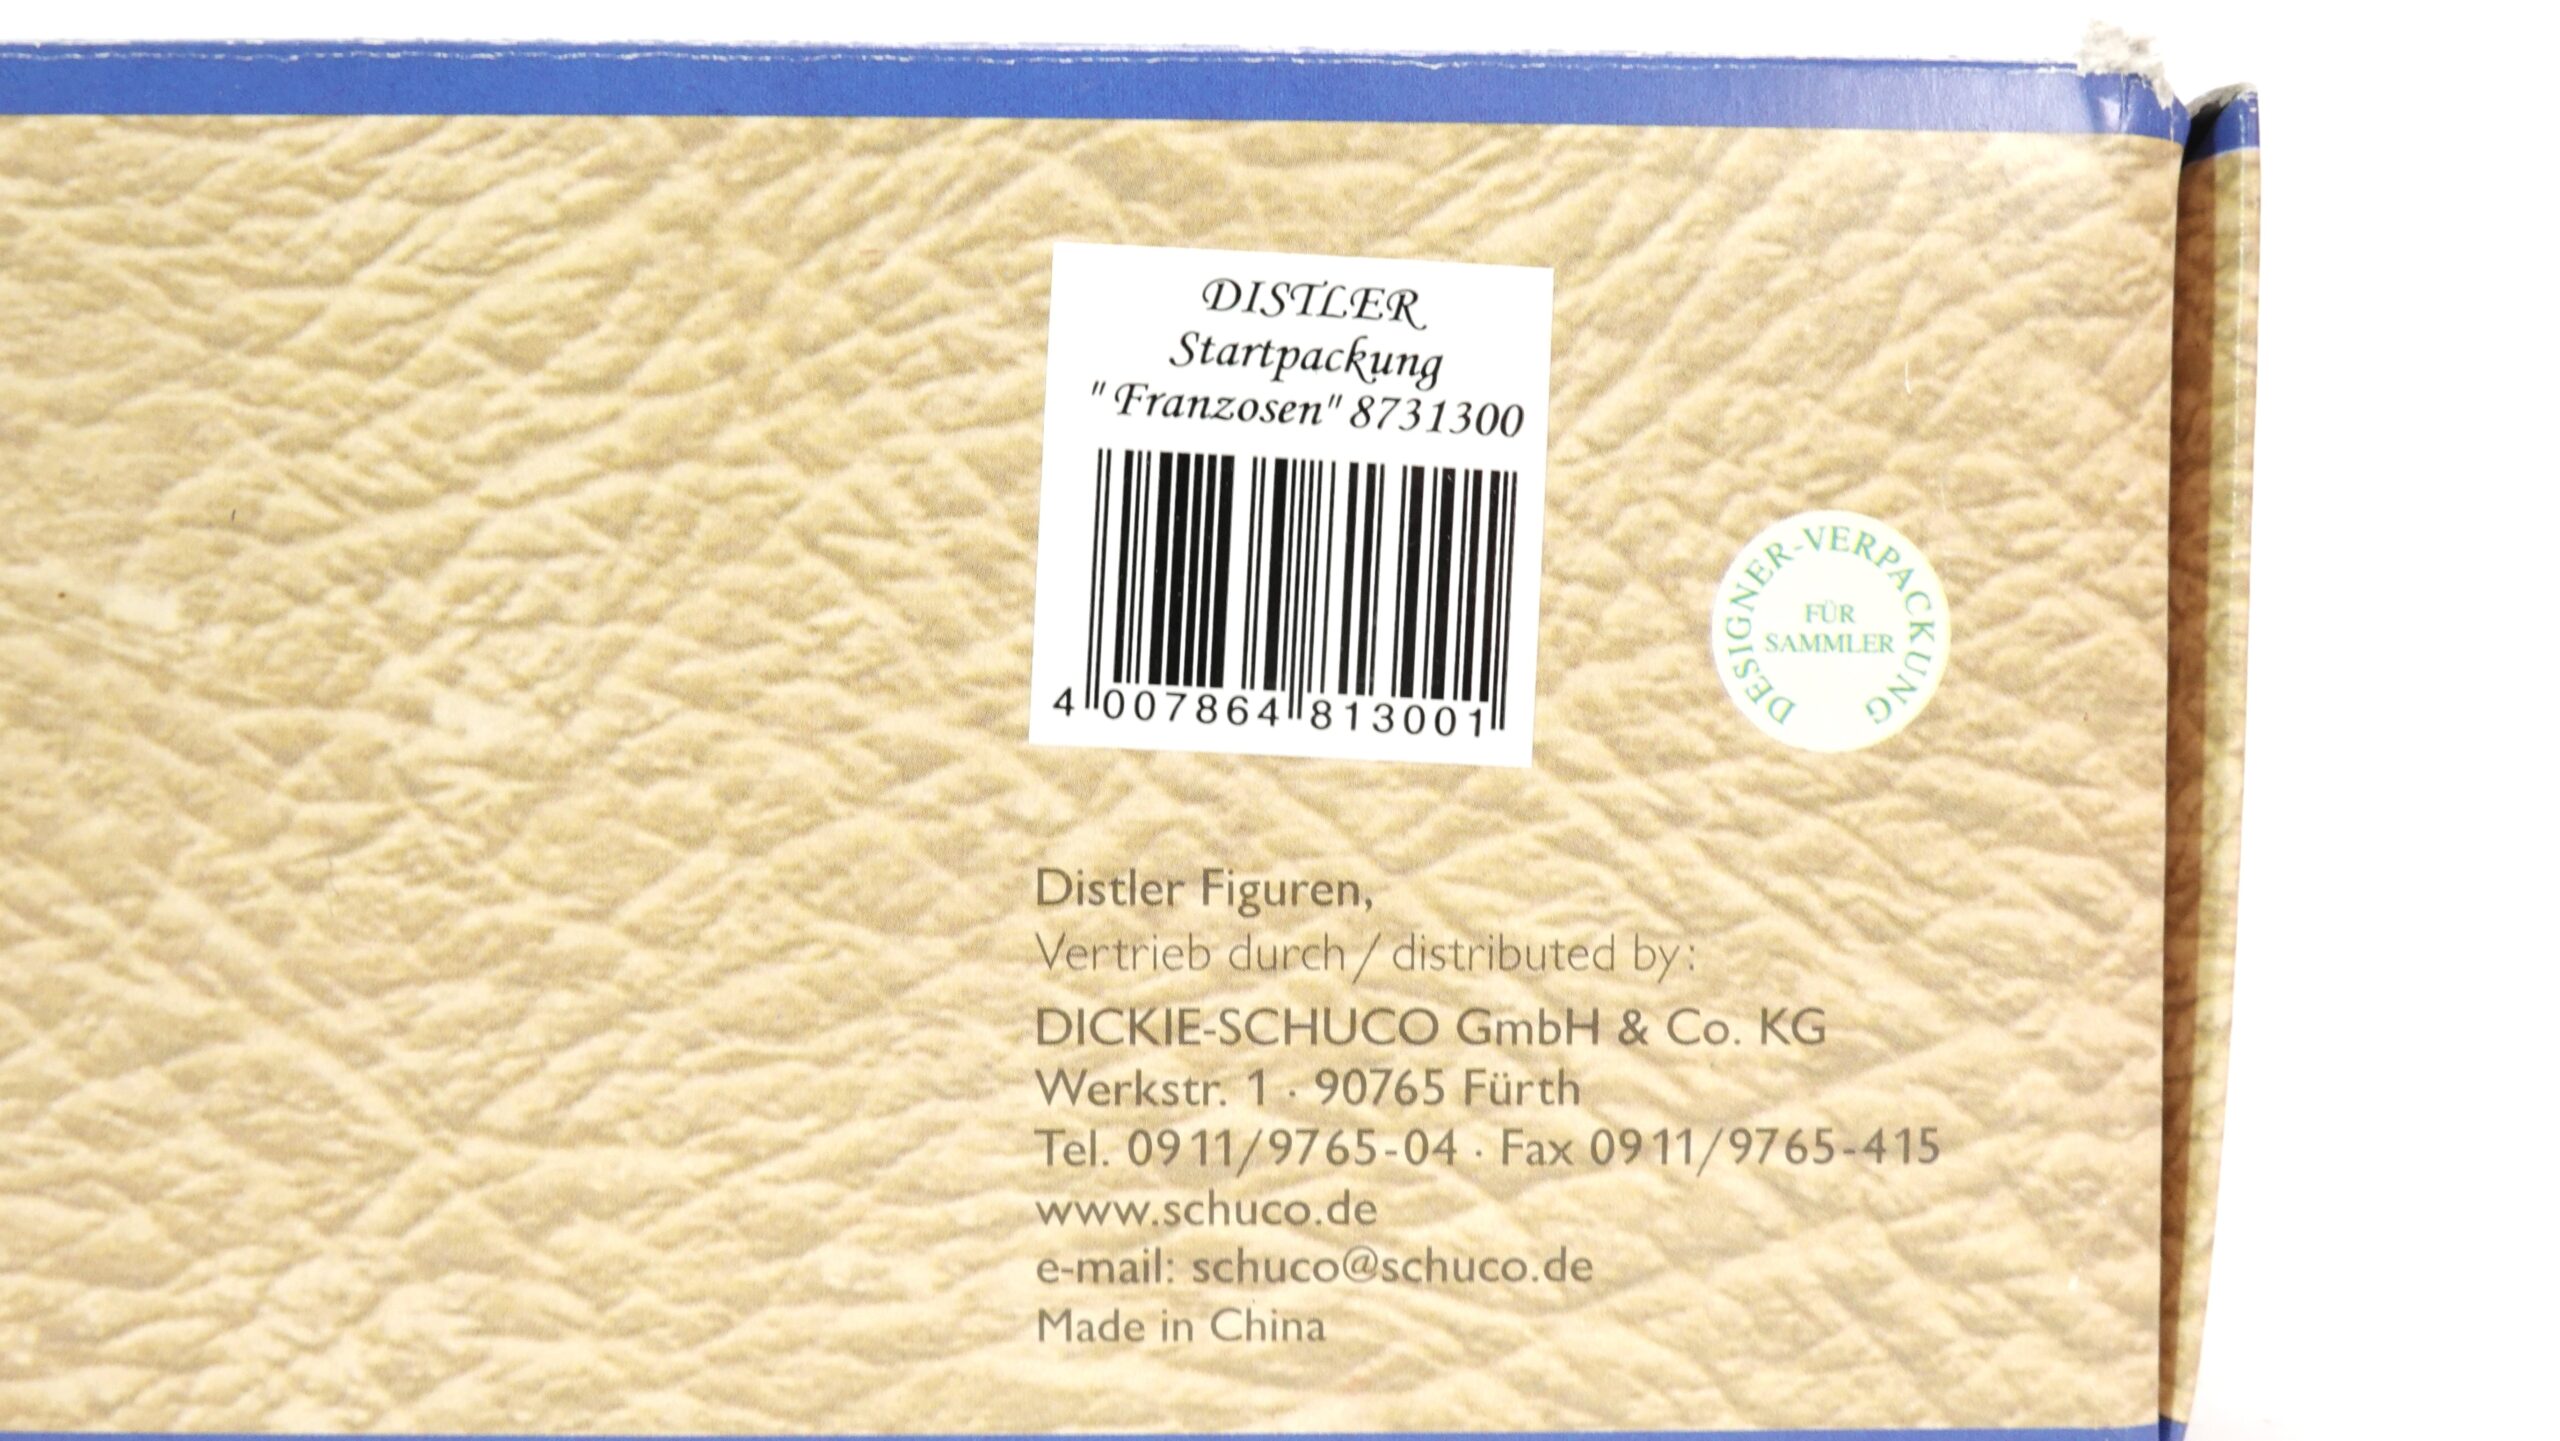 DISTLER
Startpackung
"Franzosen" 8731300
4 007864 813001
DESIGNER-VERPACKUNG
FÜR
SAMMLER
Distler Figuren,
Vertrieb durch / distributed by:
DICKIE-SCHUCO GmbH & Co. KG
Werkstr. 1 · 90765 Fürth
Tel. 0911/9765-04 · Fax 0911/9765-415
www.schuco.de
e-mail: schuco@schuco.de
Made in China